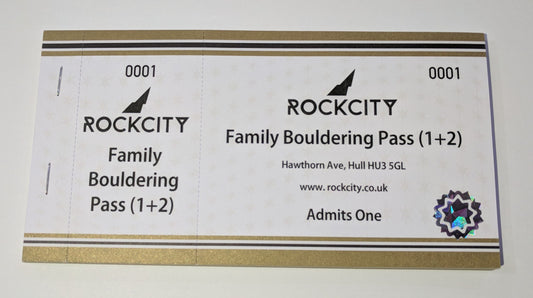 0001
ROCKCITY
Family
Bouldering
Pass (1+2)
0001
ROCKCITY
Family Bouldering Pass (1+2)
Hawthorn Ave, Hull HU3 5GL
www.rockcity.co.uk
Admits One